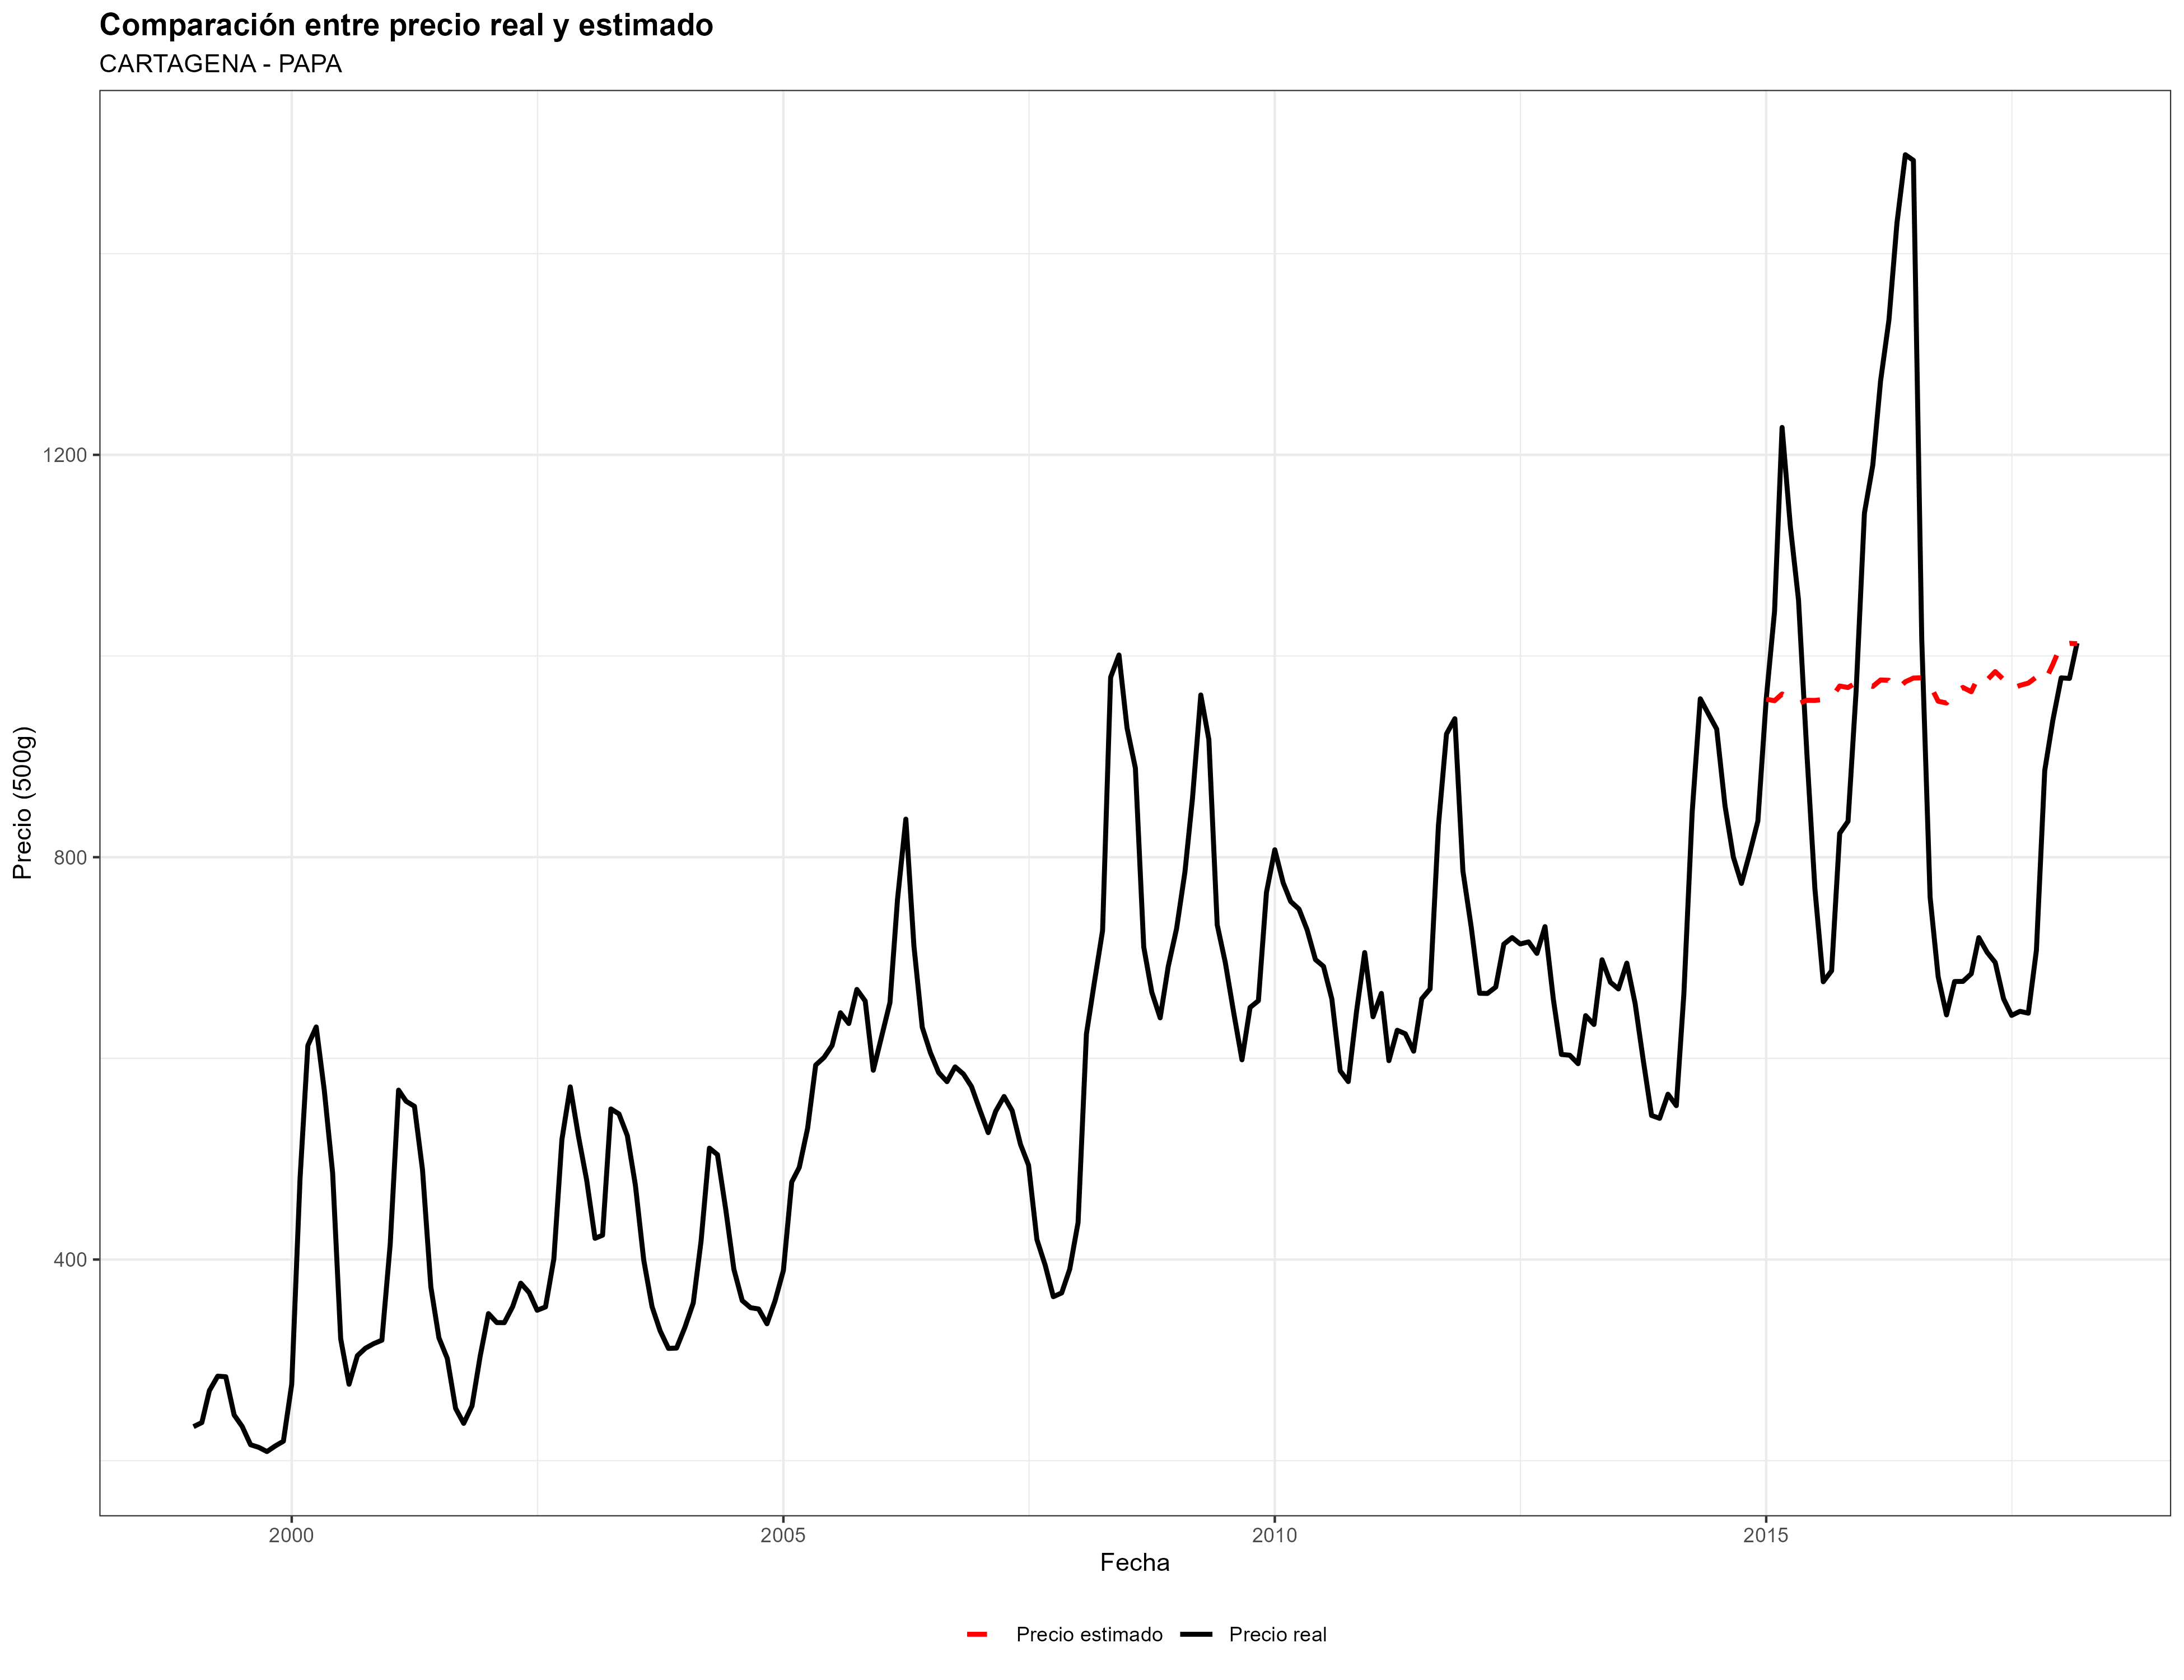 Comparación entre precio real y estimado
CARTAGENA - PAPA
Precio (500g)
1200
800
400
2000
2005
2010
2015
Fecha
Precio estimado
Precio real